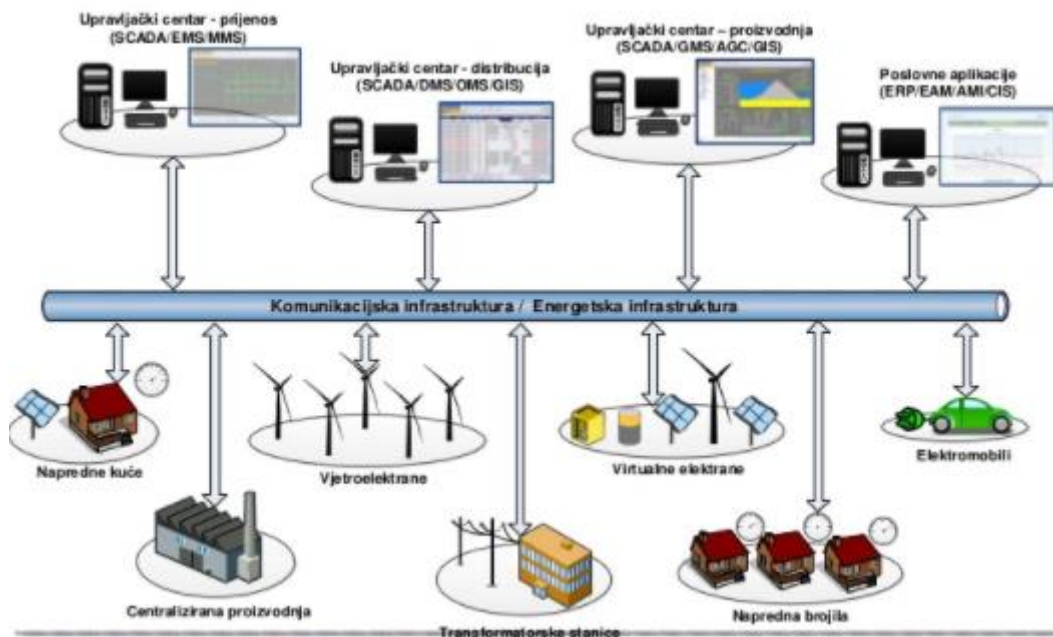 Upravljački centar - prijenos
(SCADA/EMS/MMS)
Upravljački centar - distribucija
(SCADA/DMS/OMS/GIS)
Upravljački centar – proizvodnja
(SCADA/GMS/AGC/GIS)
Poslovne aplikacije
(ERP/EAM/AMI/CIS)
Komunikacijska infrastruktura / Energetska infrastruktura
Napredne kuće
Vjetroelektrane
Virtualne elektrane
Elektromobili
Centralizirana proizvodnja
Transformatorske stanice
Napredna brojila